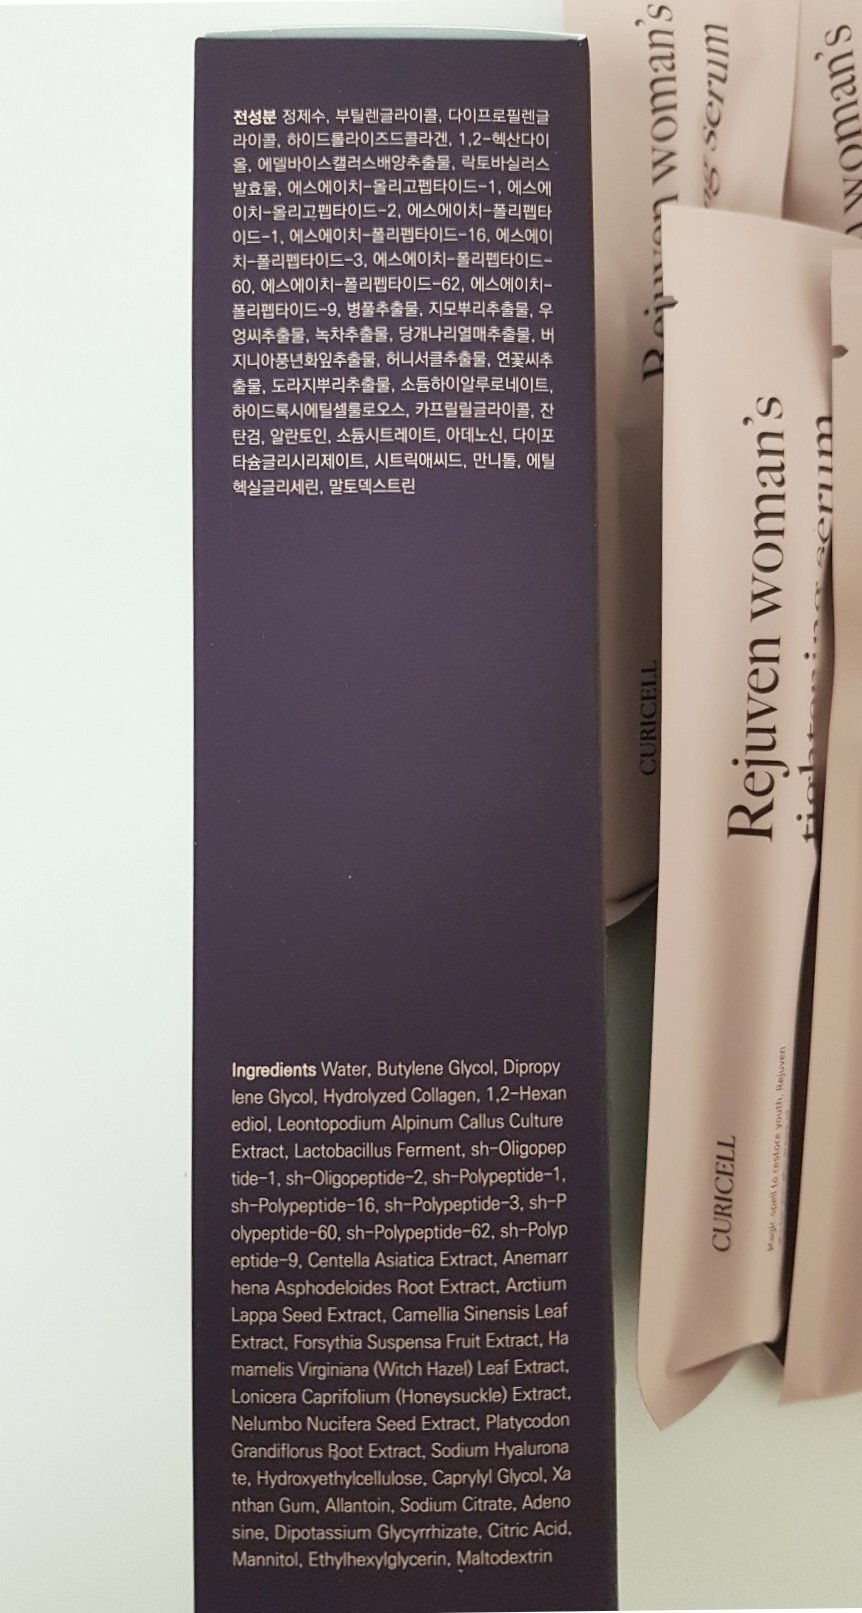 전성분 정제수, 부틸렌글라이콜, 다이프로필렌글
라이콜, 하이드롤라이즈드콜라겐, 1,2-헥산다이
올, 에델바이스캘러스배양추출물, 락토바실러스
발효물, 에스에이치-올리고펩타이드-1, 에스에
이치-올리고펩타이드-2, 에스에이치-폴리펩타
이드-1, 에스에이치-폴리펩타이드-16, 에스에이
치-폴리펩타이드-3, 에스에이치-폴리펩타이드-
60, 에스에이치-폴리펩타이드-62, 에스에이치-
폴리펩타이드-9, 병풀추출물, 지모뿌리추출물, 우
엉씨추출물, 녹차추출물, 당개나리열매추출물, 버
지니아풍년화잎추출물, 허니서클추출물, 연꽃씨추
출물, 도라지뿌리추출물, 소듐하이알루로네이트,
하이드록시에틸셀룰로오스, 카프릴릴글라이콜, 잔
탄검, 알란토인, 소듐시트레이트, 아데노신, 다이포
타슘글리시리제이트, 시트릭애씨드, 만니톨, 에틸
헥실글리세린, 말토덱스트린
Ingredients Water, Butylene Glycol, Dipropy
lene Glycol, Hydrolyzed Collagen, 1,2-Hexan
ediol, Leontopodium Alpinum Callus Culture
Extract, Lactobacillus Ferment, sh-Oligopep
tide-1, sh-Oligopeptide-2, sh-Polypeptide-1,
sh-Polypeptide-16, sh-Polypeptide-3, sh-P
olypeptide-60, sh-Polypeptide-62, sh-Polyp
eptide-9, Centella Asiatica Extract, Anemarr
hena Asphodeloides Root Extract, Arctium
Lappa Seed Extract, Camellia Sinensis Leaf
Extract, Forsythia Suspensa Fruit Extract, Ha
mamelis Virginiana (Witch Hazel) Leaf Extract,
Lonicera Caprifolium (Honeysuckle) Extract,
Nelumbo Nucifera Seed Extract, Platycodon
Grandiflorus Root Extract, Sodium Hyalurona
te, Hydroxyethylcellulose, Caprylyl Glycol, Xa
nthan Gum, Allantoin, Sodium Citrate, Adeno
sine, Dipotassium Glycyrrhizate, Citric Acid,
Mannitol, Ethylhexylglycerin, Maltodextrin
Rejuven woman's
serum
CURICELL
woman's
Rejuven woman's
tightening serum
CURICELL
Magic spell to restore youth, Rejuven